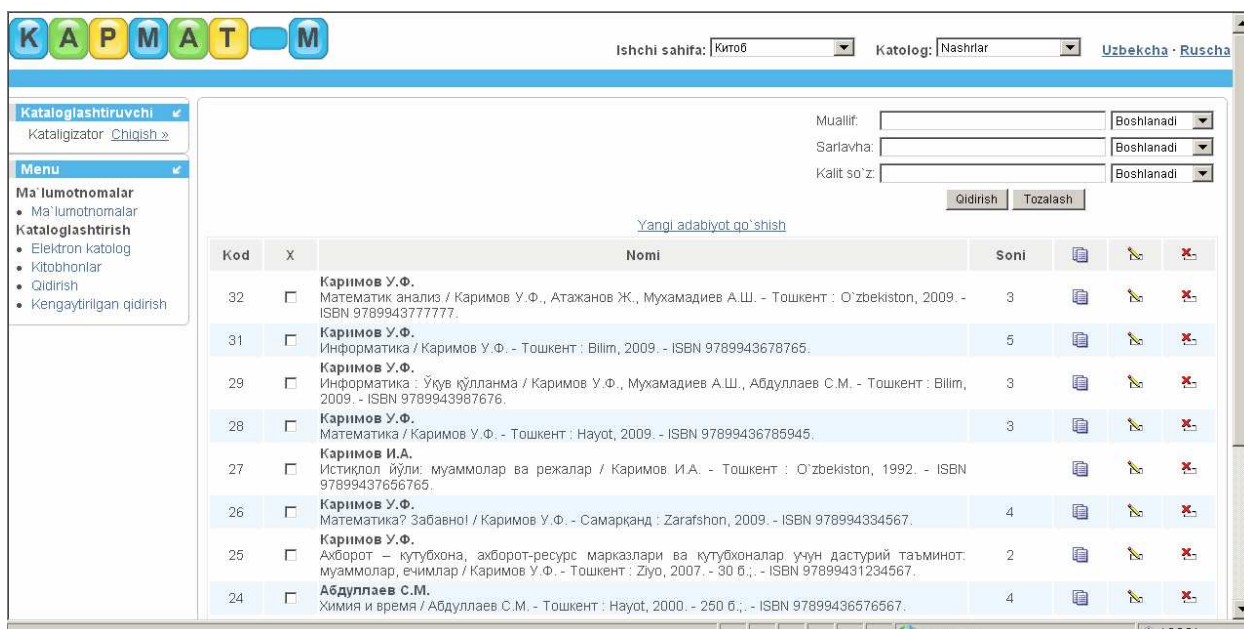 КАРМАТ-М
Ishchi sahifa: Китоб Katolog: Nashrlar Uzbekcha · Ruscha
Kataloglashtiruvchi
Kataligizator Chiqish »
Menu
Ma`lumotnomalar
Ma`lumotnomalar
Kataloglashtirish
Elektron katolog
Kitobhonlar
Qidirish
Kengaytirilgan qidirish
Muallif: Boshlanadi
Sarlavha: Boshlanadi
Kalit so`z: Boshlanadi
Qidirish Tozalash
Yangi adabiyot qo`shish
Kod X Nomi Soni
Каримов У.Ф.
32 Математик анализ / Каримов У.Ф., Атажанов Ж., Мухамадиев А.Ш. - Тошкент : O`zbekiston, 2009. - 3
ISBN 9789943777777.
Каримов У.Ф.
31 Информатика / Каримов У.Ф. - Тошкент : Bilim, 2009. - ISBN 9789943678765. 5
Каримов У.Ф.
29 Информатика : Ўқув қўлланма / Каримов У.Ф., Мухамадиев А.Ш., Абдуллаев С.М. - Тошкент : Bilim, 3
2009. - ISBN 9789943987676.
Каримов У.Ф.
28 Математика / Каримов У.Ф. - Тошкент : Hayot, 2009. - ISBN 97899436785945. 3
Каримов И.А.
27 Истиқлол йўли: муаммолар ва режалар / Каримов И.А. - Тошкент : O`zbekiston, 1992. - ISBN
97899437656765.
Каримов У.Ф.
26 Математика? Забавно! / Каримов У.Ф. - Самарқанд : Zarafshon, 2009. - ISBN 978994334567. 4
Каримов У.Ф.
25 Ахборот – кутубхона, ахборот-ресурс марказлари ва кутубхоналар учун дастурий таъминот: 2
муаммолар, ечимлар / Каримов У.Ф. - Тошкент : Ziyo, 2007. - 30 б.;. - ISBN 97899431234567.
Абдуллаев С.М.
24 Химия и время / Абдуллаев С.М. - Тошкент : Hayot, 2000. - 250 б.;. - ISBN 97899436576567. 4